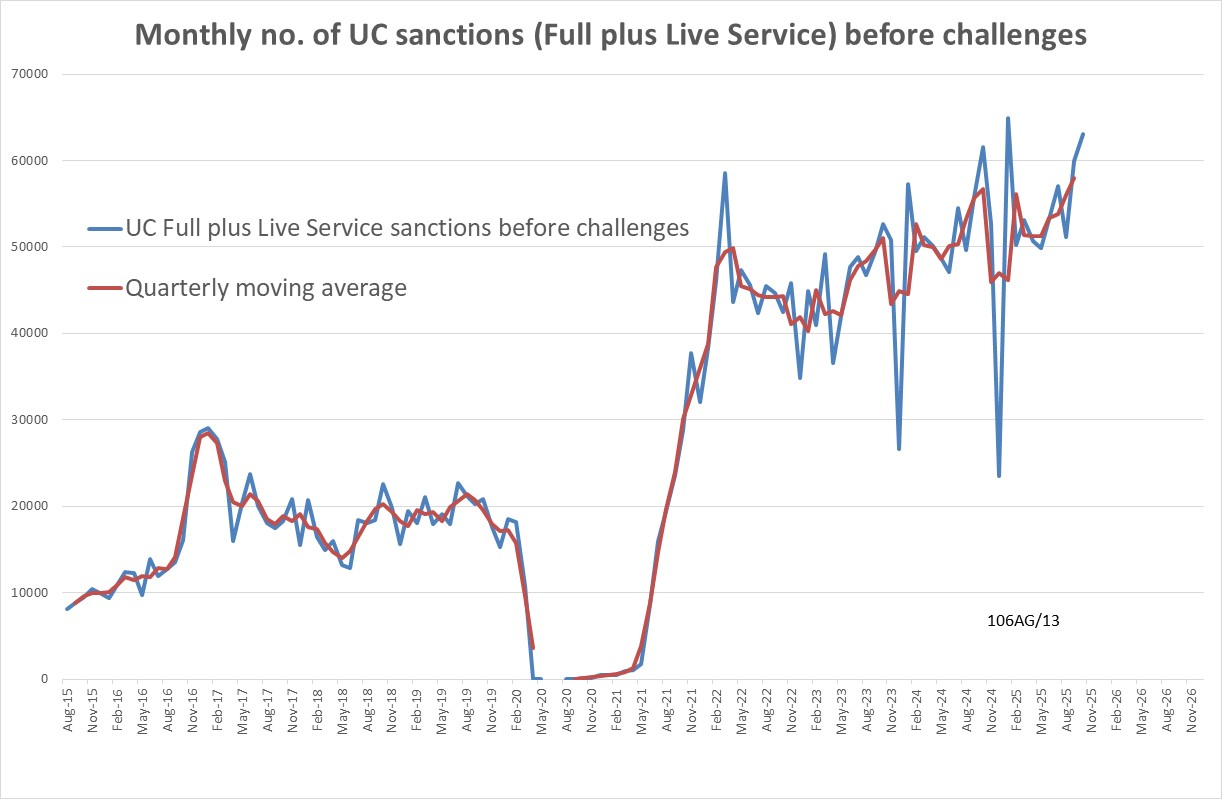 Monthly no. of UC sanctions (Full plus Live Service) before challenges
70000
60000
50000
40000
30000
20000
10000
0
UC Full plus Live Service sanctions before challenges
Quarterly moving average
106AG/13
Aug-15
Nov-15
Feb-16
May-16
Aug-16
Nov-16
Feb-17
May-17
Aug-17
Nov-17
Feb-18
May-18
Aug-18
Nov-18
Feb-19
May-19
Aug-19
Nov-19
Feb-20
May-20
Aug-20
Nov-20
Feb-21
May-21
Aug-21
Nov-21
Feb-22
May-22
Aug-22
Nov-22
Feb-23
May-23
Aug-23
Nov-23
Feb-24
May-24
Aug-24
Nov-24
Feb-25
May-25
Aug-25
Nov-25
Feb-26
May-26
Aug-26
Nov-26